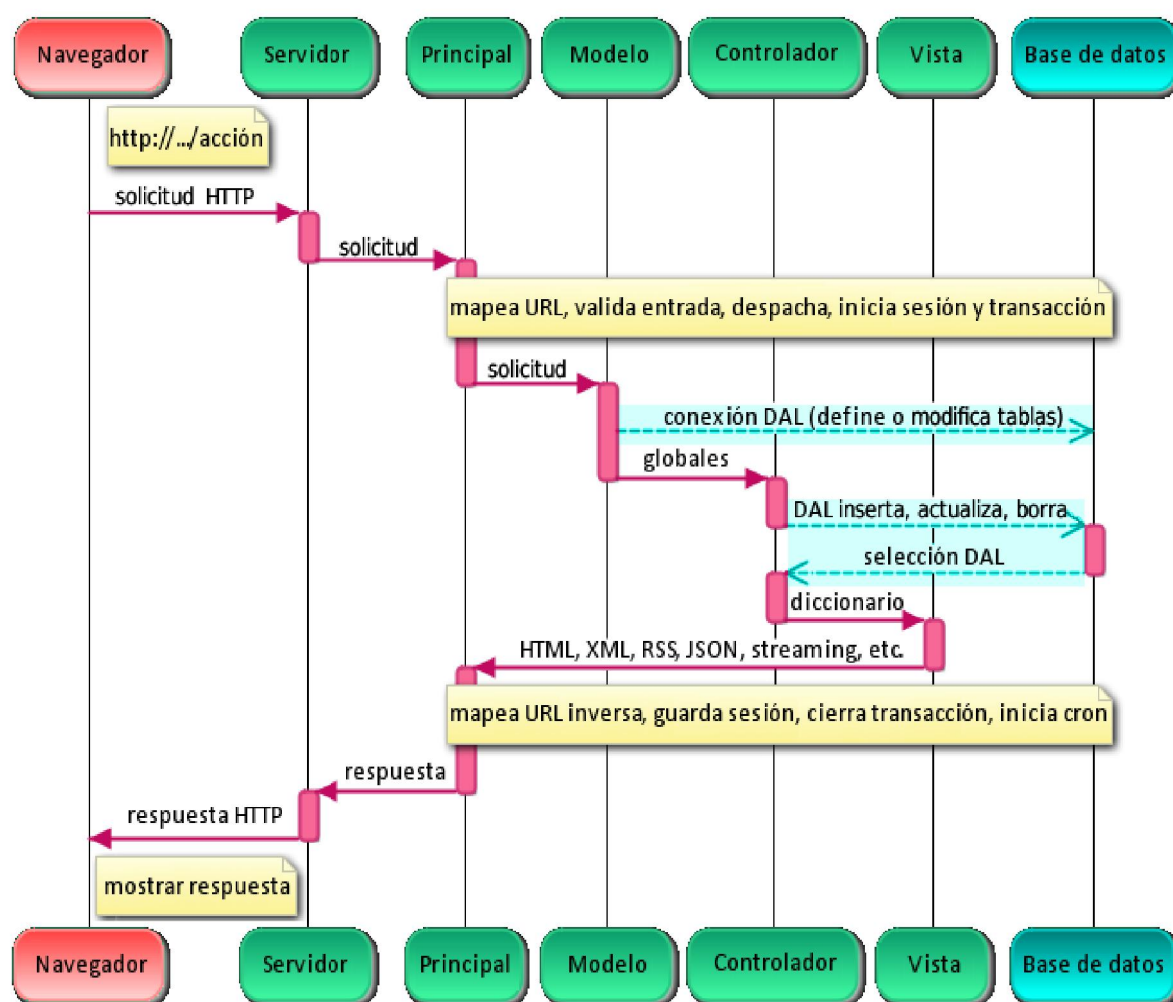 Navegador
Servidor
Principal
Modelo
Controlador
Vista
Base de datos
http://.../acción
solicitud HTTP
solicitud
mapea URL, valida entrada, despacha, inicia sesión y transacción
solicitud
conexión DAL (define o modifica tablas)
globales
DAL inserta, actualiza, borra
selección DAL
diccionario
HTML, XML, RSS, JSON, streaming, etc.
mapea URL inversa, guarda sesión, cierra transacción, inicia cron
respuesta
respuesta HTTP
mostrar respuesta
Navegador
Servidor
Principal
Modelo
Controlador
Vista
Base de datos